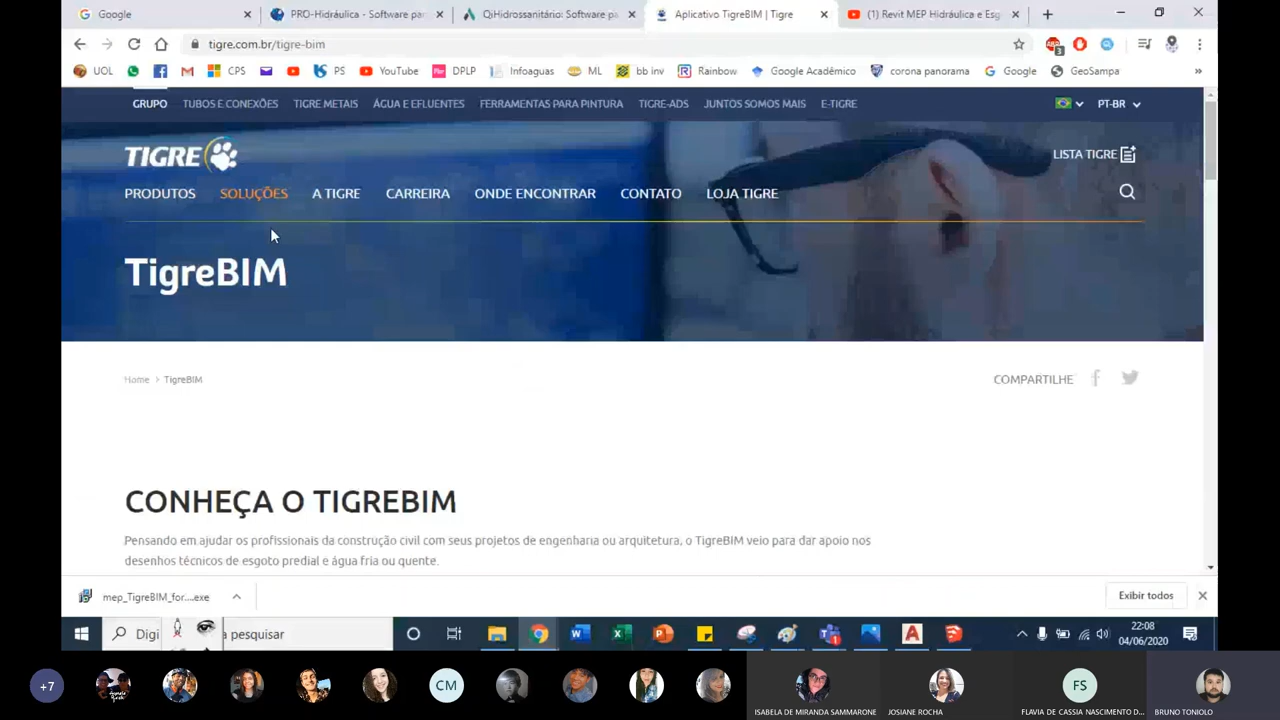 Google
PRO-Hidráulica - Software par
QiHidrossanitário: Software pa
Aplicativo TigreBIM | Tigre
(1) Revit MEP Hidráulica e Esg
tigre.com.br/tigre-bim
UOL
CPS
PS
YouTube
DPLP
Infoaguas
ML
bb inv
Rainbow
Google Acadêmico
corona panorama
Google
GeoSampa
GRUPO
TUBOS E CONEXÕES
TIGRE METAIS
ÁGUA E EFLUENTES
FERRAMENTAS PARA PINTURA
TIGRE-ADS
JUNTOS SOMOS MAIS
E-TIGRE
PT-BR
TIGRE
LISTA TIGRE
PRODUTOS
SOLUÇÕES
A TIGRE
CARREIRA
ONDE ENCONTRAR
CONTATO
LOJA TIGRE
TigreBIM
Home > TigreBIM
COMPARTILHE
CONHEÇA O TIGREBIM
Pensando em ajudar os profissionais da construção civil com seus projetos de engenharia ou arquitetura, o TigreBIM veio para dar apoio nos
desenhos técnicos de esgoto predial e água fria ou quente.
mep_TigreBIM_for....exe
Exibir todos
Digi
a pesquisar
22:08
04/06/2020
+7
CM
FS
ISABELA DE MIRANDA SAMMARONE
JOSIANE ROCHA
FLAVIA DE CASSIA NASCIMENTO D...
BRUNO TONIOLO